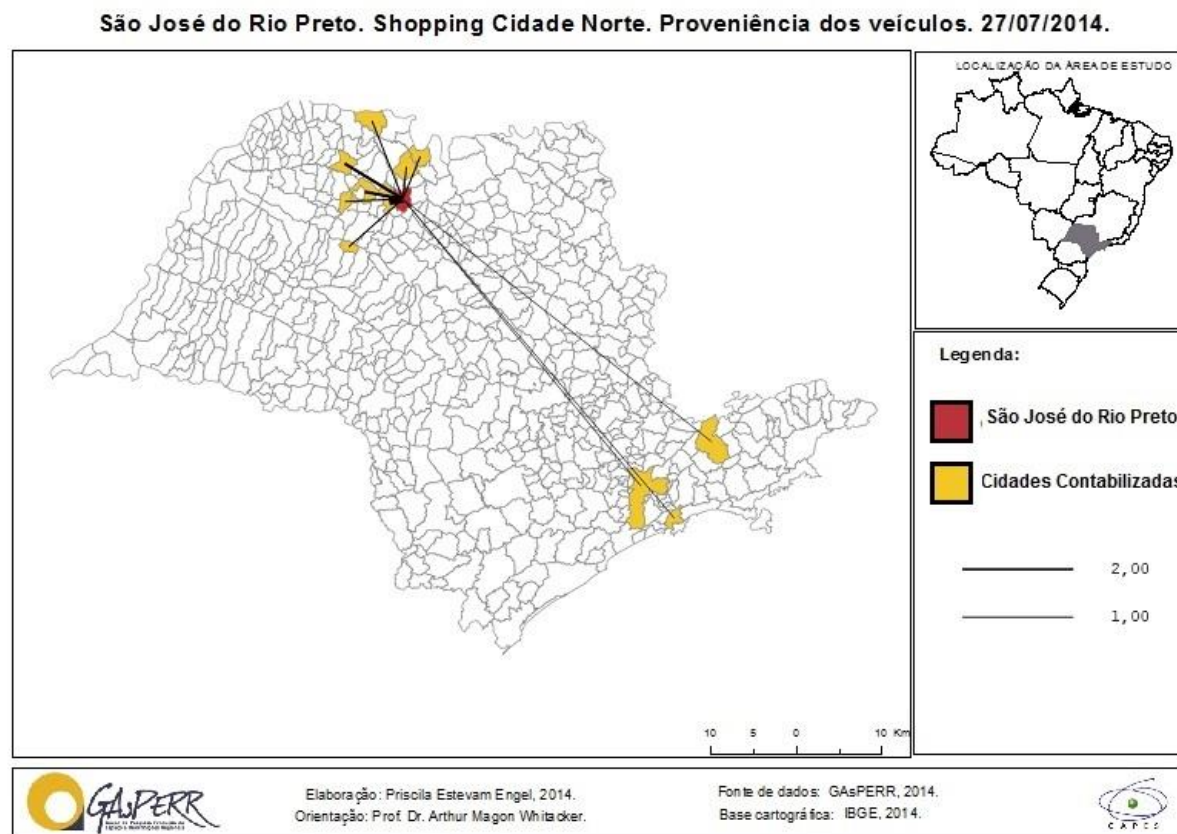 São José do Rio Preto. Shopping Cidade Norte. Proveniência dos veículos. 27/07/2014.
LOCALIZAÇÃO DA ÁREA DE ESTUDO
Legenda:
São José do Rio Preto
Cidades Contabilizadas
2,00
1,00
10 5 0 10 Km
GAsPERR
Elaboração: Priscila Estevam Engel, 2014.
Orientação: Prof. Dr. Arthur Magon Whitacker.
Fonte de dados: GAsPERR, 2014.
Base cartográfica: IBGE, 2014.
CAPES